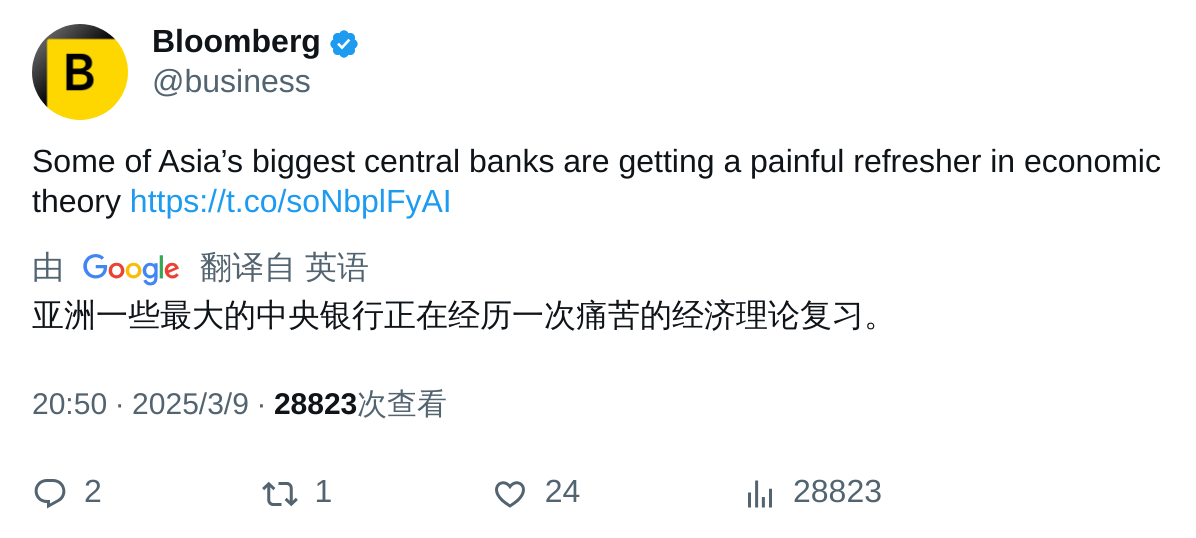 B
Bloomberg
@business
Some of Asia’s biggest central banks are getting a painful refresher in economic
theory https://t.co/soNbplFyAI
由 Google 翻译自 英语
亚洲一些最大的中央银行正在经历一次痛苦的经济理论复习。
20:50 · 2025/3/9 · 28823次查看
2 1 24 28823